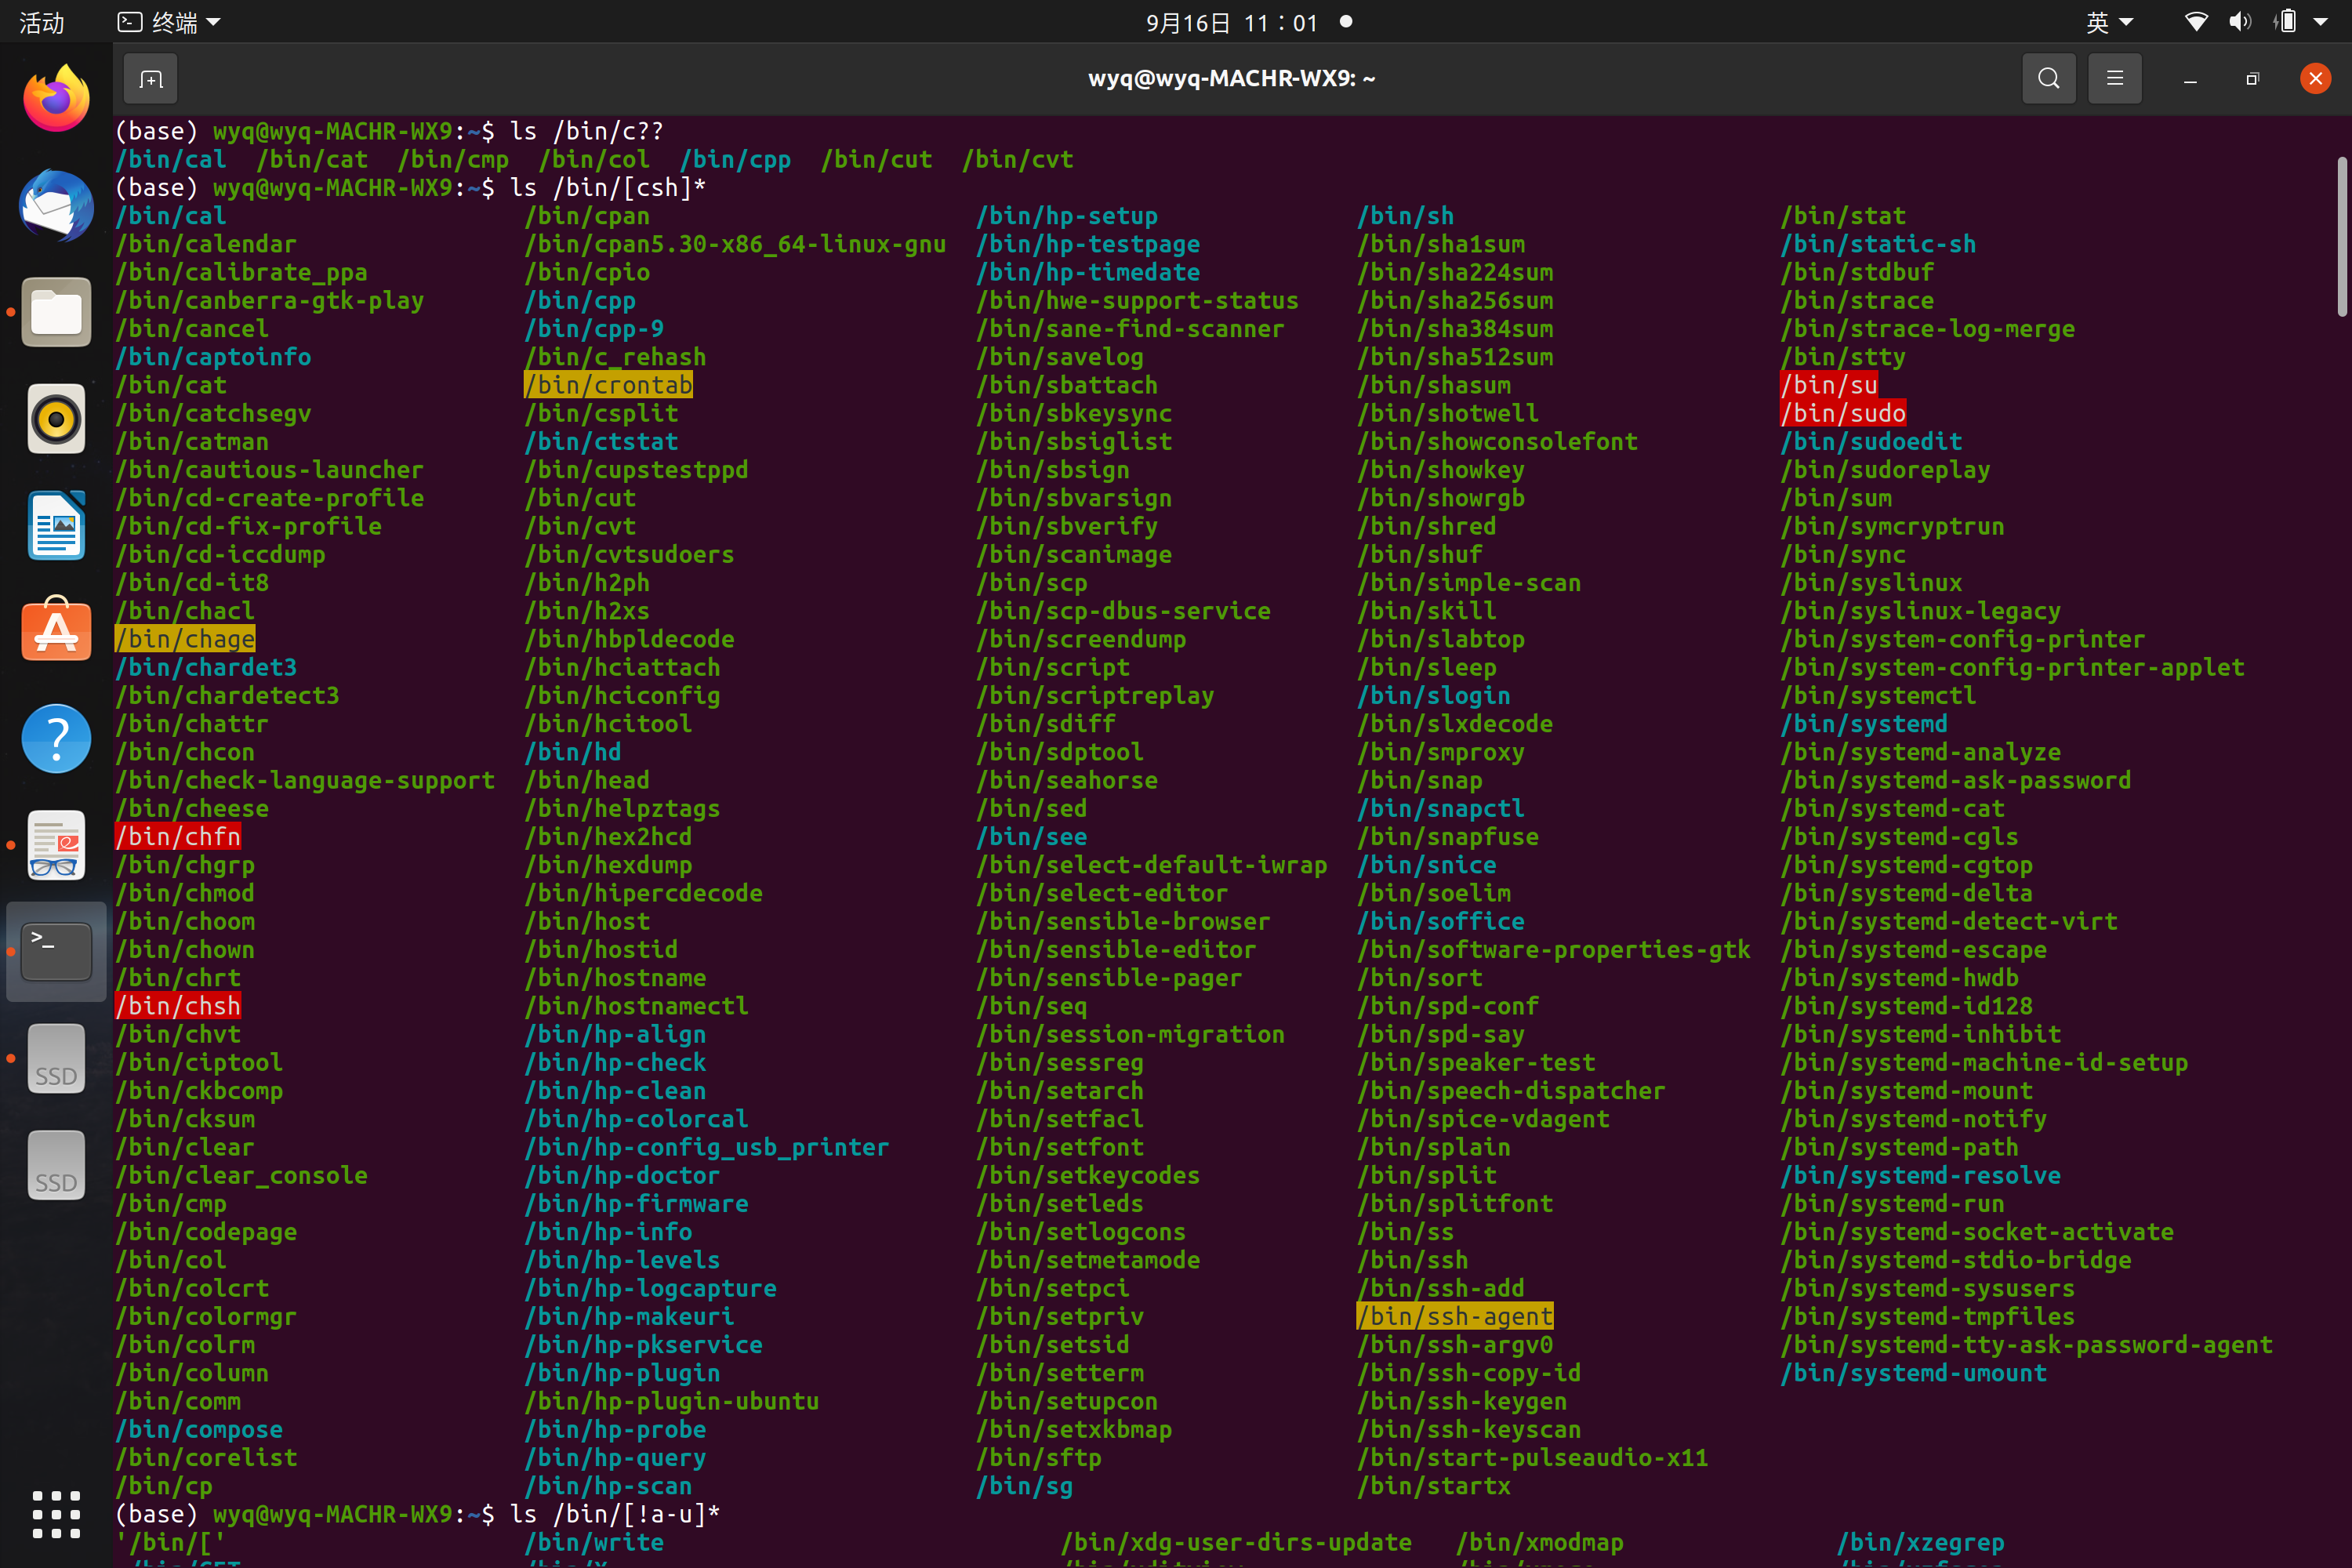 活动 终端 9月16日 11：01 英
wyq@wyq-MACHR-WX9: ~
(base) wyq@wyq-MACHR-WX9:~$ ls /bin/c??
/bin/cal /bin/cat /bin/cmp /bin/col /bin/cpp /bin/cut /bin/cvt
(base) wyq@wyq-MACHR-WX9:~$ ls /bin/[csh]*
/bin/cal /bin/cpan /bin/hp-setup /bin/sh /bin/stat
/bin/calendar /bin/cpan5.30-x86_64-linux-gnu /bin/hp-testpage /bin/sha1sum /bin/static-sh
/bin/calibrate_ppa /bin/cpio /bin/hp-timedate /bin/sha224sum /bin/stdbuf
/bin/canberra-gtk-play /bin/cpp /bin/hwe-support-status /bin/sha256sum /bin/strace
/bin/cancel /bin/cpp-9 /bin/sane-find-scanner /bin/sha384sum /bin/strace-log-merge
/bin/captoinfo /bin/c_rehash /bin/savelog /bin/sha512sum /bin/stty
/bin/cat /bin/crontab /bin/sbattach /bin/shasum /bin/su
/bin/catchsegv /bin/csplit /bin/sbkeysync /bin/shotwell /bin/sudo
/bin/catman /bin/ctstat /bin/sbsiglist /bin/showconsolefont /bin/sudoedit
/bin/cautious-launcher /bin/cupstestppd /bin/sbsign /bin/showkey /bin/sudoreplay
/bin/cd-create-profile /bin/cut /bin/sbvarsign /bin/showrgb /bin/sum
/bin/cd-fix-profile /bin/cvt /bin/sbverify /bin/shred /bin/symcryptrun
/bin/cd-iccdump /bin/cvtsudoers /bin/scanimage /bin/shuf /bin/sync
/bin/cd-it8 /bin/h2ph /bin/scp /bin/simple-scan /bin/syslinux
/bin/chacl /bin/h2xs /bin/scp-dbus-service /bin/skill /bin/syslinux-legacy
/bin/chage /bin/hbpldecode /bin/screendump /bin/slabtop /bin/system-config-printer
/bin/chardet3 /bin/hciattach /bin/script /bin/sleep /bin/system-config-printer-applet
/bin/chardetect3 /bin/hciconfig /bin/scriptreplay /bin/slogin /bin/systemctl
/bin/chattr /bin/hcitool /bin/sdiff /bin/slxdecode /bin/systemd
/bin/chcon /bin/hd /bin/sdptool /bin/smproxy /bin/systemd-analyze
/bin/check-language-support /bin/head /bin/seahorse /bin/snap /bin/systemd-ask-password
/bin/cheese /bin/helpztags /bin/sed /bin/snapctl /bin/systemd-cat
/bin/chfn /bin/hex2hcd /bin/see /bin/snapfuse /bin/systemd-cgls
/bin/chgrp /bin/hexdump /bin/select-default-iwrap /bin/snice /bin/systemd-cgtop
/bin/chmod /bin/hipercdecode /bin/select-editor /bin/soelim /bin/systemd-delta
/bin/choom /bin/host /bin/sensible-browser /bin/soffice /bin/systemd-detect-virt
/bin/chown /bin/hostid /bin/sensible-editor /bin/software-properties-gtk /bin/systemd-escape
/bin/chrt /bin/hostname /bin/sensible-pager /bin/sort /bin/systemd-hwdb
/bin/chsh /bin/hostnamectl /bin/seq /bin/spd-conf /bin/systemd-id128
/bin/chvt /bin/hp-align /bin/session-migration /bin/spd-say /bin/systemd-inhibit
/bin/ciptool /bin/hp-check /bin/sessreg /bin/speaker-test /bin/systemd-machine-id-setup
/bin/ckbcomp /bin/hp-clean /bin/setarch /bin/speech-dispatcher /bin/systemd-mount
/bin/cksum /bin/hp-colorcal /bin/setfacl /bin/spice-vdagent /bin/systemd-notify
/bin/clear /bin/hp-config_usb_printer /bin/setfont /bin/splain /bin/systemd-path
/bin/clear_console /bin/hp-doctor /bin/setkeycodes /bin/split /bin/systemd-resolve
/bin/cmp /bin/hp-firmware /bin/setleds /bin/splitfont /bin/systemd-run
/bin/codepage /bin/hp-info /bin/setlogcons /bin/ss /bin/systemd-socket-activate
/bin/col /bin/hp-levels /bin/setmetamode /bin/ssh /bin/systemd-stdio-bridge
/bin/colcrt /bin/hp-logcapture /bin/setpci /bin/ssh-add /bin/systemd-sysusers
/bin/colormgr /bin/hp-makeuri /bin/setpriv /bin/ssh-agent /bin/systemd-tmpfiles
/bin/colrm /bin/hp-pkservice /bin/setsid /bin/ssh-argv0 /bin/systemd-tty-ask-password-agent
/bin/column /bin/hp-plugin /bin/setterm /bin/ssh-copy-id /bin/systemd-umount
/bin/comm /bin/hp-plugin-ubuntu /bin/setupcon /bin/ssh-keygen
/bin/compose /bin/hp-probe /bin/setxkbmap /bin/ssh-keyscan
/bin/corelist /bin/hp-query /bin/sftp /bin/start-pulseaudio-x11
/bin/cp /bin/hp-scan /bin/sg /bin/startx
(base) wyq@wyq-MACHR-WX9:~$ ls /bin/[!a-u]*
'/bin/[' /bin/write /bin/xdg-user-dirs-update /bin/xmodmap /bin/xzegrep
SSD
SSD